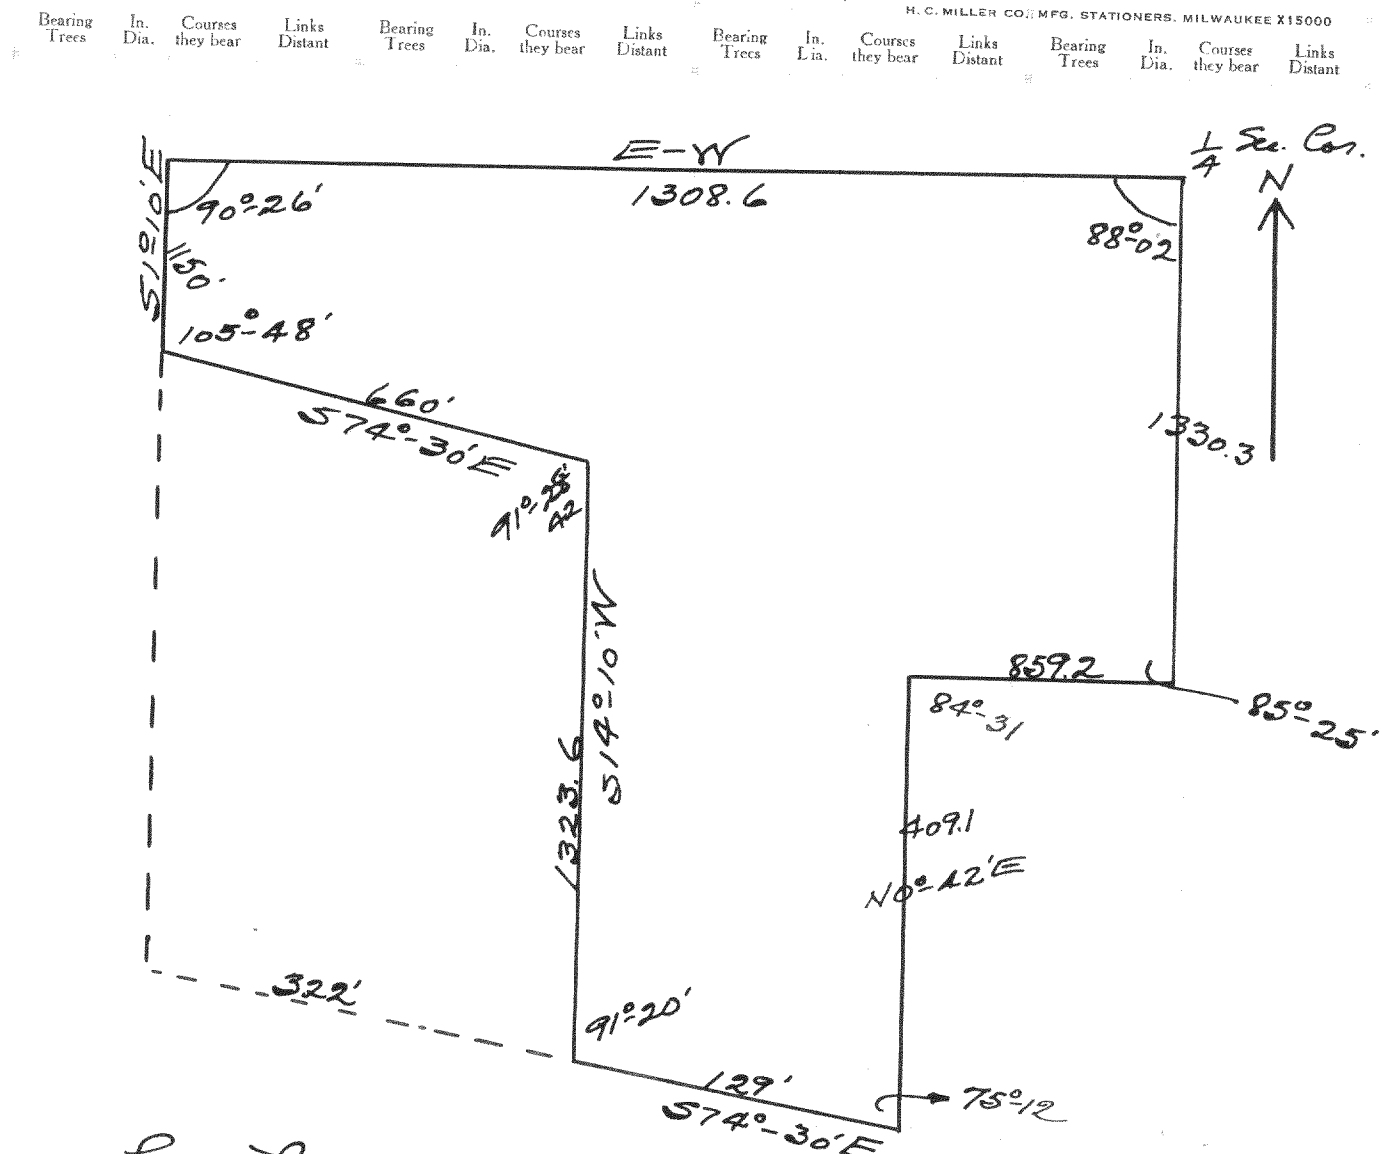 H. C. MILLER CO., MFG. STATIONERS. MILWAUKEE X15000
Bearing Trees In. Dia. Courses they bear Links Distant Bearing Trees In. Dia. Courses they bear Links Distant Bearing Trees In. Dia. Courses they bear Links Distant Bearing Trees In. Dia. Courses they bear Links Distant
E-W
1/4 Sec. Cor.
N
1308.6
S1°10'E
90°-26'
88°-02
150.
105°-48'
660'
S74°-30'E
1330.3
91°-
42
S14°-10'W
859.2
84°-31
85°-25'
1323.6
409.1
N0°-42'E
322'
91°-20'
129'
75°-12
S74°-30'E